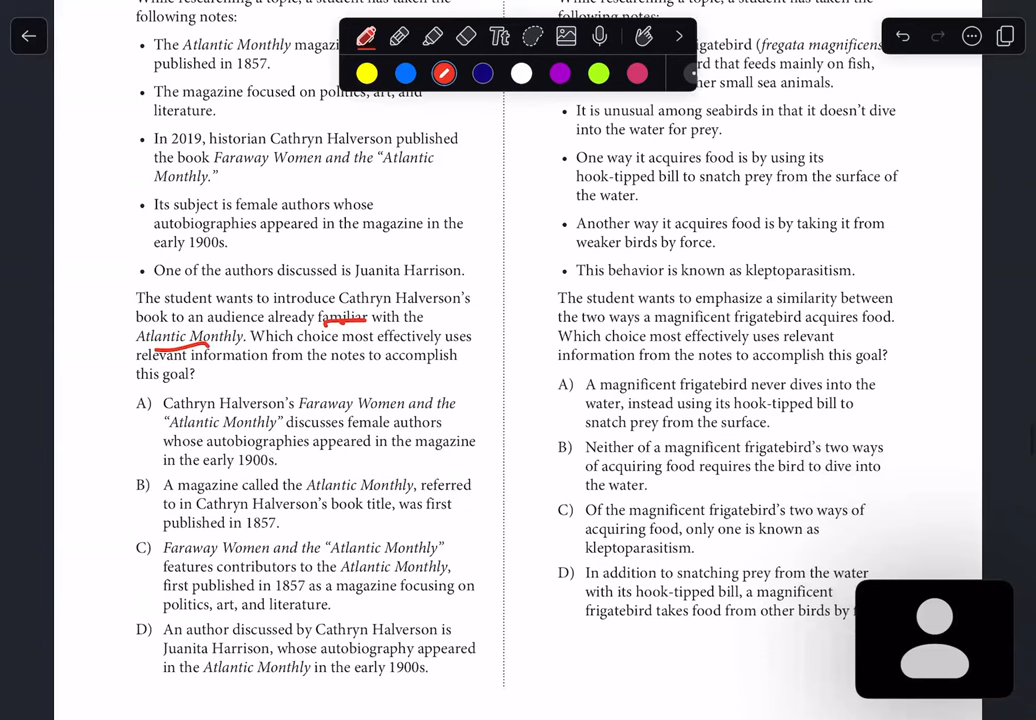 following notes:
• The Atlantic Monthly
published in 1857.
• The magazine focused on politics, art, and
literature.
• In 2019, historian Cathryn Halverson published
the book Faraway Women and the “Atlantic
Monthly.”
• Its subject is female authors whose
autobiographies appeared in the magazine in the
early 1900s.
• One of the authors discussed is Juanita Harrison.
The student wants to introduce Cathryn Halverson’s
book to an audience already familiar with the
Atlantic Monthly. Which choice most effectively uses
relevant information from the notes to accomplish
this goal?
A) Cathryn Halverson’s Faraway Women and the
“Atlantic Monthly” discusses female authors
whose autobiographies appeared in the magazine
in the early 1900s.
B) A magazine called the Atlantic Monthly, referred
to in Cathryn Halverson’s book title, was first
published in 1857.
C) Faraway Women and the “Atlantic Monthly”
features contributors to the Atlantic Monthly,
first published in 1857 as a magazine focusing on
politics, art, and literature.
D) An author discussed by Cathryn Halverson is
Juanita Harrison, whose autobiography appeared
in the Atlantic Monthly in the early 1900s.
following notes:
(fregata magnificens
that feeds mainly on fish,
small sea animals.
• It is unusual among seabirds in that it doesn’t dive
into the water for prey.
• One way it acquires food is by using its
hook-tipped bill to snatch prey from the surface of
the water.
• Another way it acquires food is by taking it from
weaker birds by force.
• This behavior is known as kleptoparasitism.
The student wants to emphasize a similarity between
the two ways a magnificent frigatebird acquires food.
Which choice most effectively uses relevant
information from the notes to accomplish this goal?
A) A magnificent frigatebird never dives into the
water, instead using its hook-tipped bill to
snatch prey from the surface.
B) Neither of a magnificent frigatebird’s two ways
of acquiring food requires the bird to dive into
the water.
C) Of the magnificent frigatebird’s two ways of
acquiring food, only one is known as
kleptoparasitism.
D) In addition to snatching prey from the water
with its hook-tipped bill, a magnificent
frigatebird takes food from other birds by